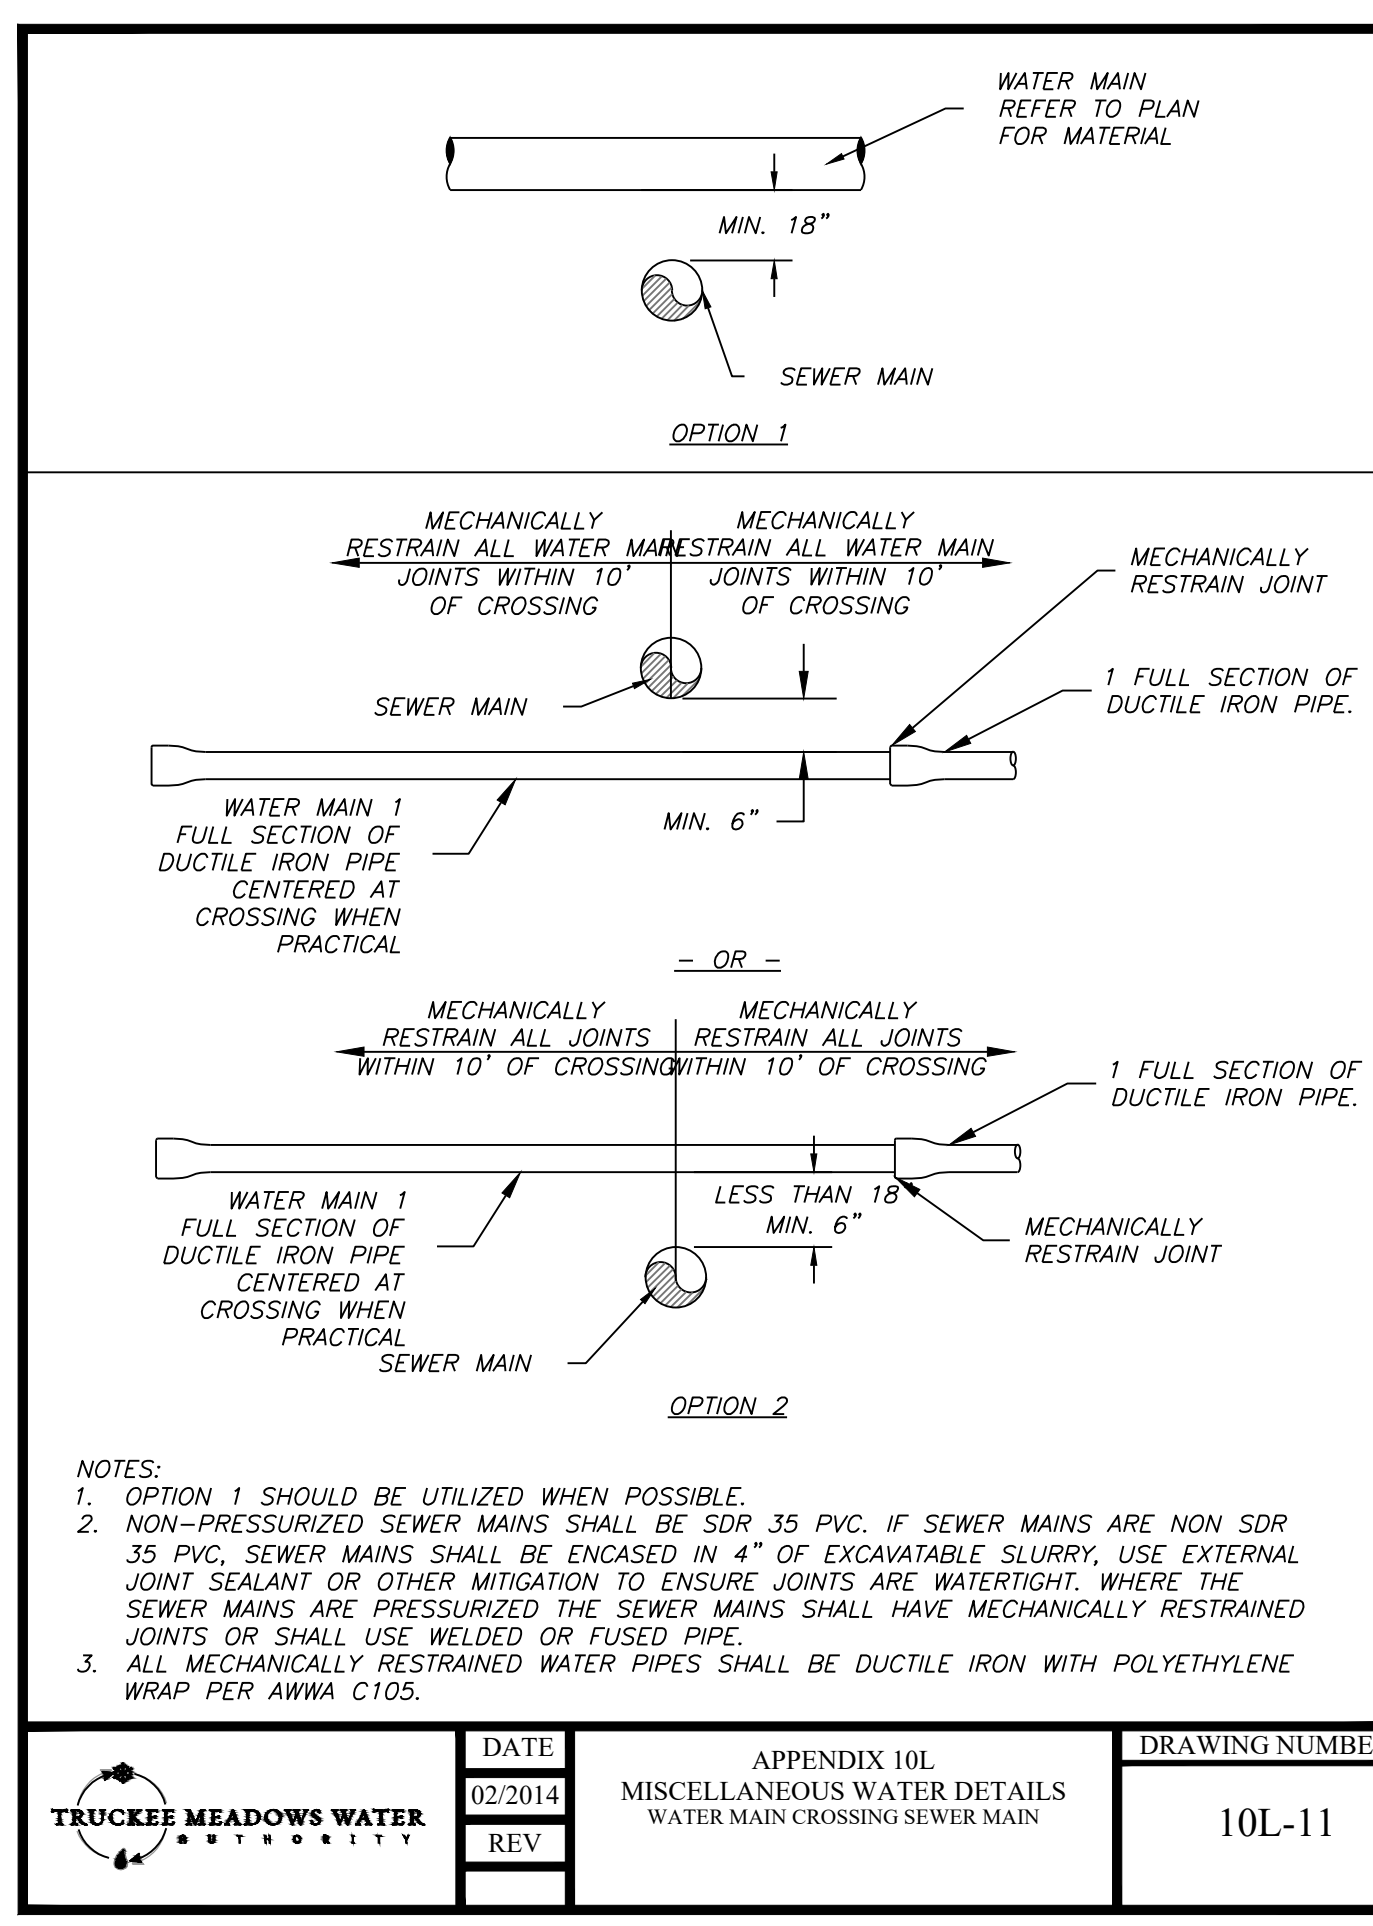 WATER MAIN
REFER TO PLAN
FOR MATERIAL
MIN. 18"
SEWER MAIN
OPTION 1
MECHANICALLY
RESTRAIN ALL WATER MAIN
JOINTS WITHIN 10'
OF CROSSING
MECHANICALLY
RESTRAIN ALL WATER MAIN
JOINTS WITHIN 10'
OF CROSSING
MECHANICALLY
RESTRAIN JOINT
1 FULL SECTION OF
DUCTILE IRON PIPE.
SEWER MAIN
WATER MAIN 1
FULL SECTION OF
DUCTILE IRON PIPE
CENTERED AT
CROSSING WHEN
PRACTICAL
MIN. 6"
- OR -
MECHANICALLY
RESTRAIN ALL JOINTS
WITHIN 10' OF CROSSING
MECHANICALLY
RESTRAIN ALL JOINTS
WITHIN 10' OF CROSSING
1 FULL SECTION OF
DUCTILE IRON PIPE.
WATER MAIN 1
FULL SECTION OF
DUCTILE IRON PIPE
CENTERED AT
CROSSING WHEN
PRACTICAL
LESS THAN 18
MIN. 6"
MECHANICALLY
RESTRAIN JOINT
SEWER MAIN
OPTION 2
NOTES:
1. OPTION 1 SHOULD BE UTILIZED WHEN POSSIBLE.
2. NON-PRESSURIZED SEWER MAINS SHALL BE SDR 35 PVC. IF SEWER MAINS ARE NON SDR
35 PVC, SEWER MAINS SHALL BE ENCASED IN 4" OF EXCAVATABLE SLURRY, USE EXTERNAL
JOINT SEALANT OR OTHER MITIGATION TO ENSURE JOINTS ARE WATERTIGHT. WHERE THE
SEWER MAINS ARE PRESSURIZED THE SEWER MAINS SHALL HAVE MECHANICALLY RESTRAINED
JOINTS OR SHALL USE WELDED OR FUSED PIPE.
3. ALL MECHANICALLY RESTRAINED WATER PIPES SHALL BE DUCTILE IRON WITH POLYETHYLENE
WRAP PER AWWA C105.
TRUCKEE MEADOWS WATER
AUTHORITY
DATE
02/2014
REV
APPENDIX 10L
MISCELLANEOUS WATER DETAILS
WATER MAIN CROSSING SEWER MAIN
DRAWING NUMBE
10L-11